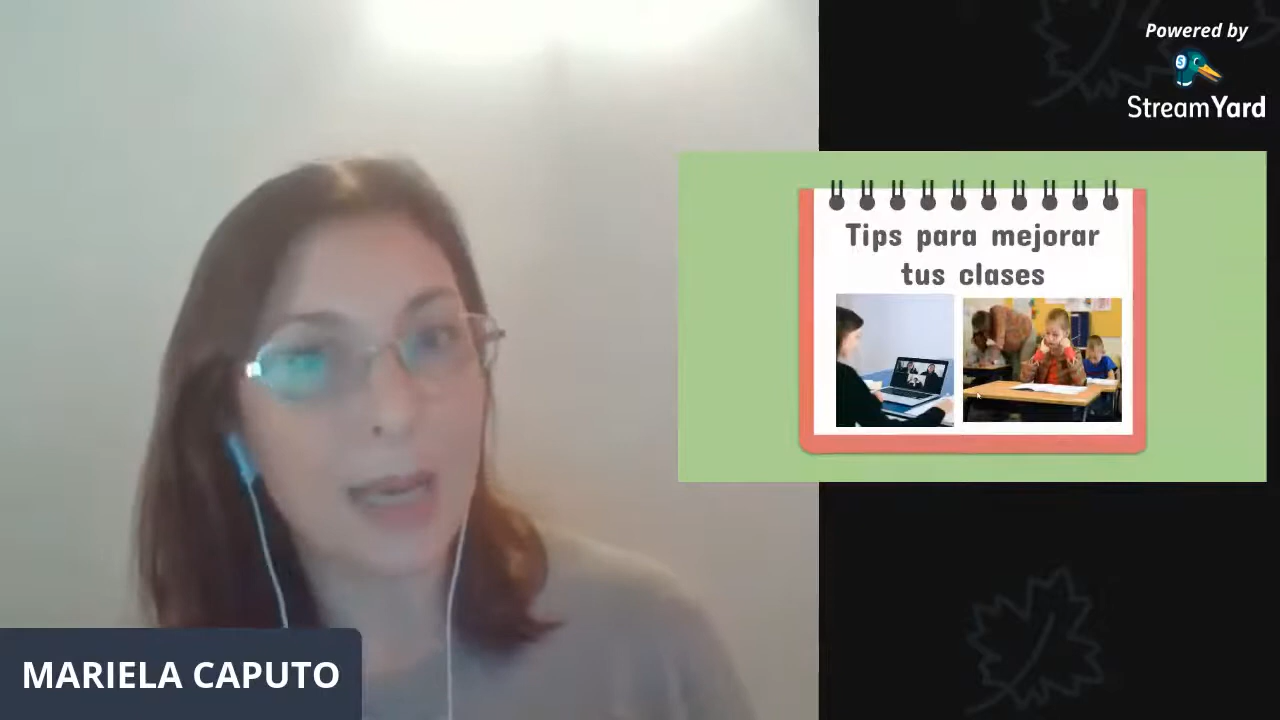 Powered by
StreamYard
Tips para mejorar
tus clases
MARIELA CAPUTO